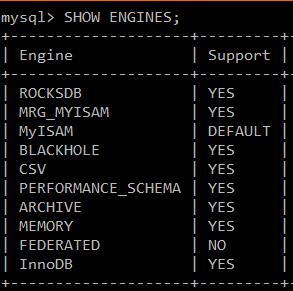 mysql> SHOW ENGINES;
+--------------------+---------+
| Engine             | Support |
+--------------------+---------+
| ROCKSDB            | YES     |
| MRG_MYISAM         | YES     |
| MyISAM             | DEFAULT |
| BLACKHOLE          | YES     |
| CSV                | YES     |
| PERFORMANCE_SCHEMA | YES     |
| ARCHIVE            | YES     |
| MEMORY             | YES     |
| FEDERATED          | NO      |
| InnoDB             | YES     |
+--------------------+---------+